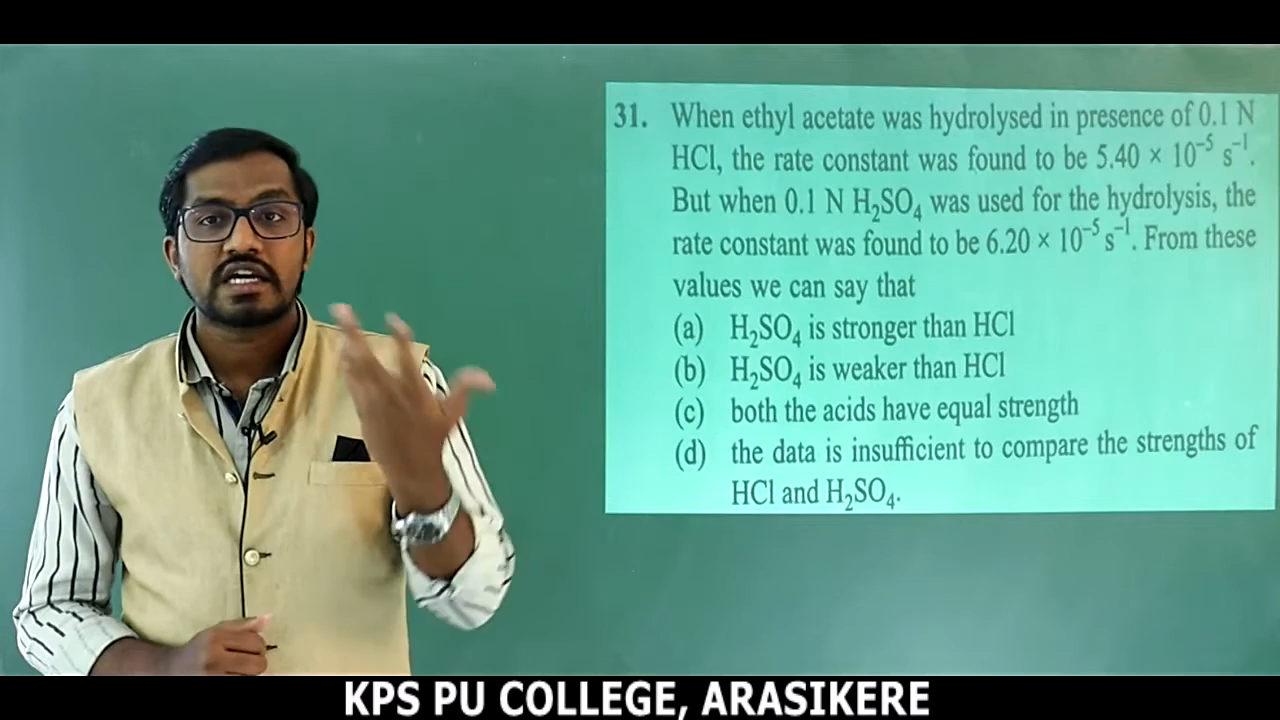 31. When ethyl acetate was hydrolysed in presence of 0.1 N
HCl, the rate constant was found to be 5.40 × 10⁻⁵ s⁻¹.
But when 0.1 N H₂SO₄ was used for the hydrolysis, the
rate constant was found to be 6.20 × 10⁻⁵ s⁻¹. From these
values we can say that
(a) H₂SO₄ is stronger than HCl
(b) H₂SO₄ is weaker than HCl
(c) both the acids have equal strength
(d) the data is insufficient to compare the strengths of
HCl and H₂SO₄.
KPS PU COLLEGE, ARASIKERE